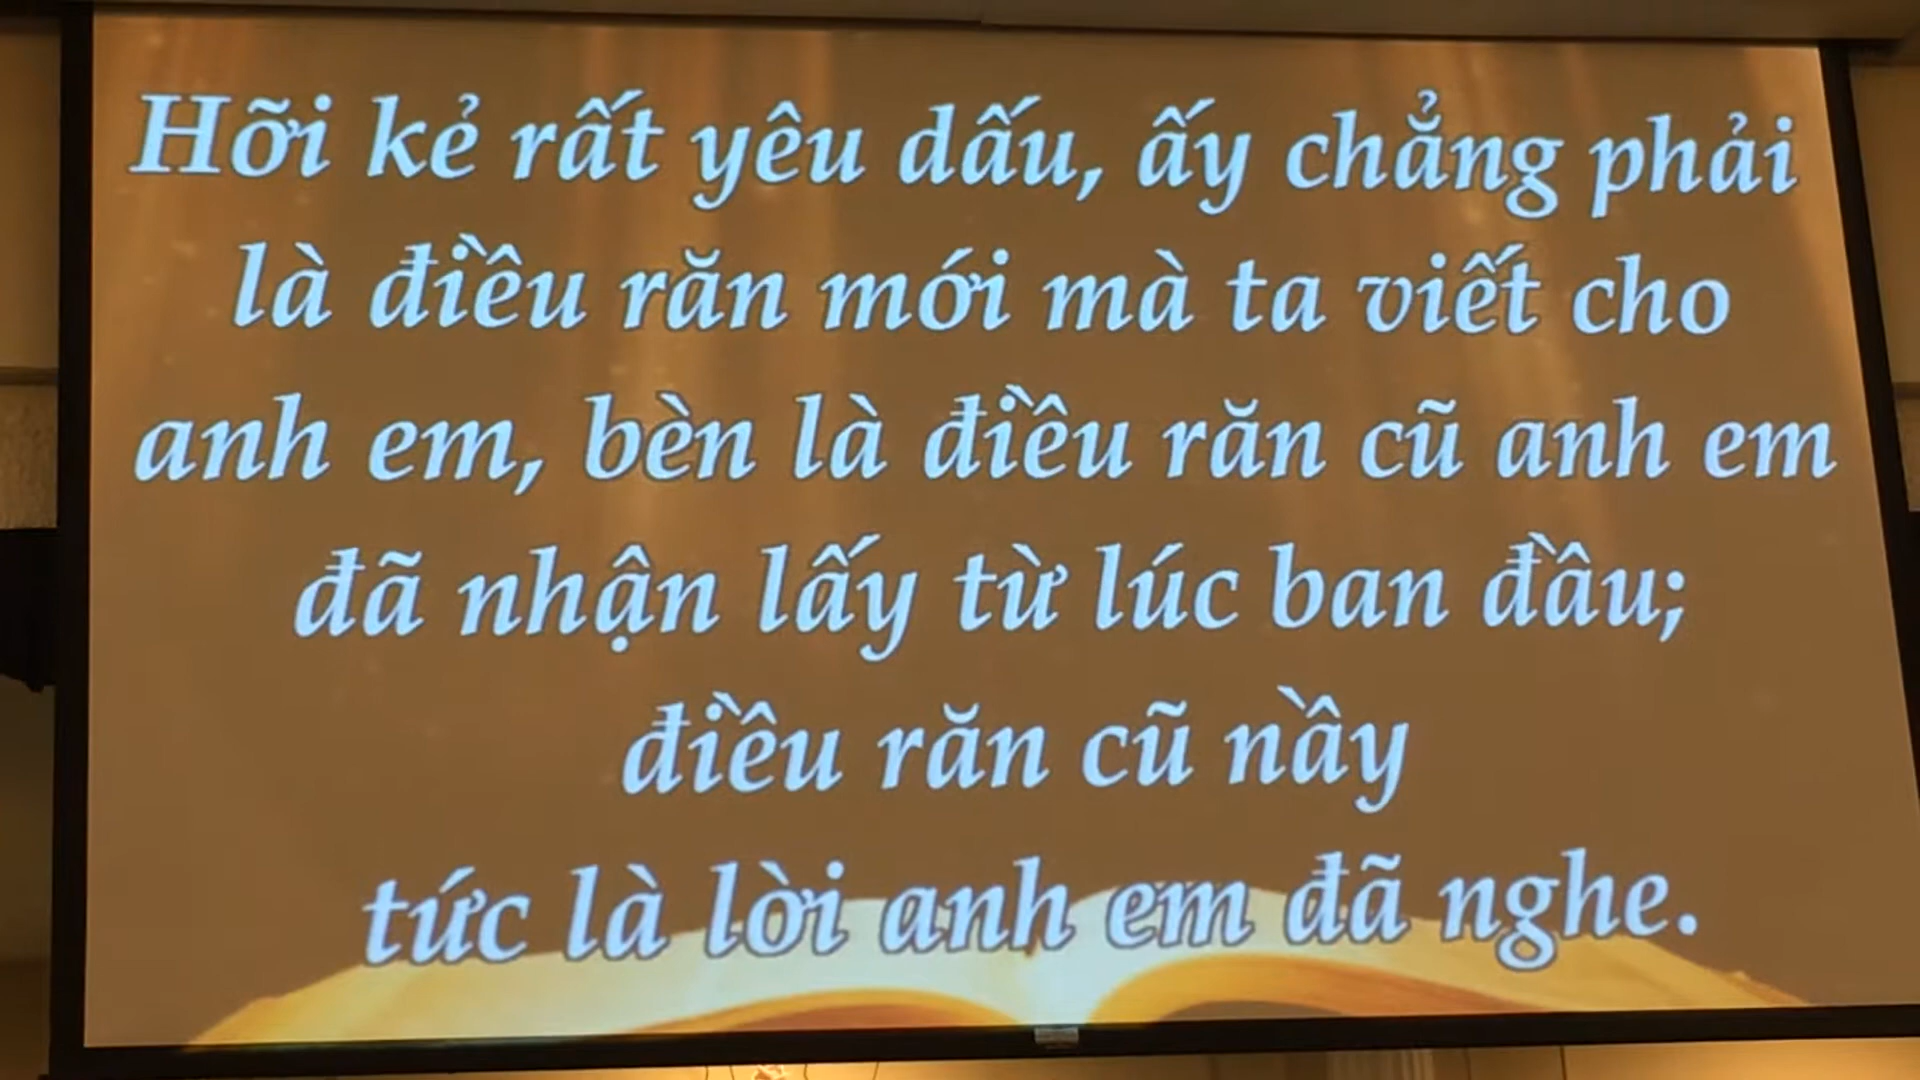 Hỡi kẻ rất yêu dấu, ấy chẳng phải
là điều răn mới mà ta viết cho
anh em, bèn là điều răn cũ anh em
đã nhận lấy từ lúc ban đầu;
điều răn cũ nầy
tức là lời anh em đã nghe.